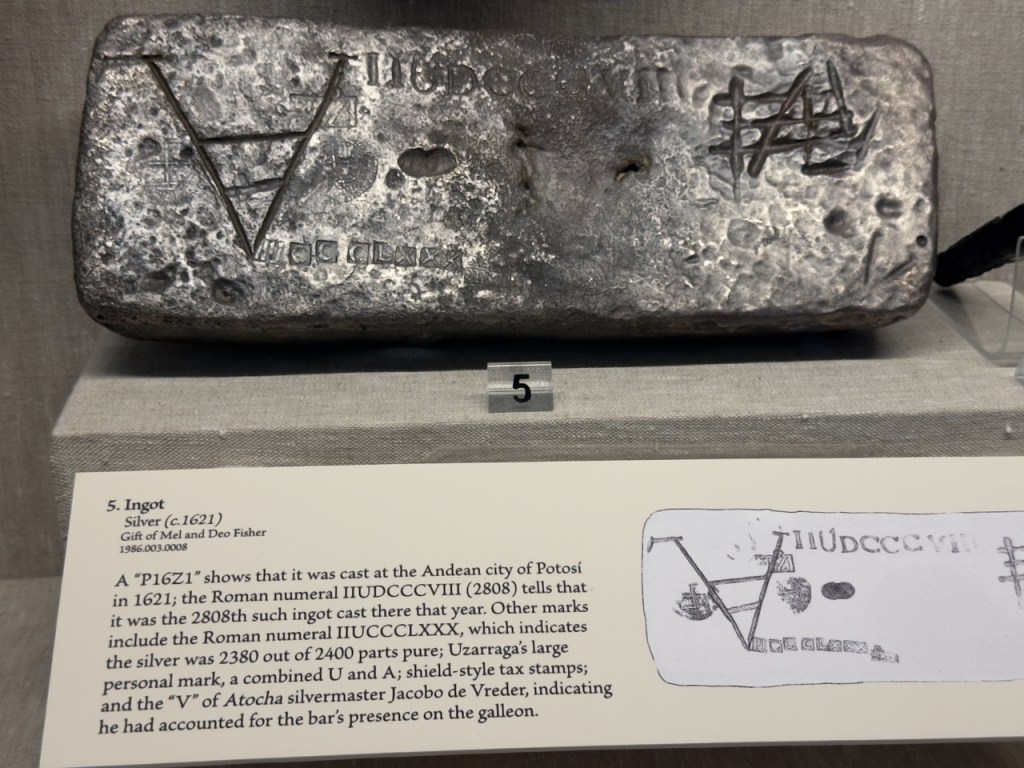 IIUDCCCVIII
IICCCLXXX
5
5. Ingot
Silver (c.1621)
Gift of Mel and Deo Fisher
1986.003.0008
A “P16Z1” shows that it was cast at the Andean city of Potosí
in 1621; the Roman numeral IIUDCCCVIII (2808) tells that
it was the 2808th such ingot cast there that year. Other marks
include the Roman numeral IIUCCCLXXX, which indicates
the silver was 2380 out of 2400 parts pure; Uzarraga’s large
personal mark, a combined U and A; shield-style tax stamps;
and the “V” of Atocha silvermaster Jacobo de Vreder, indicating
he had accounted for the bar’s presence on the galleon.
IIUDCCCVIII